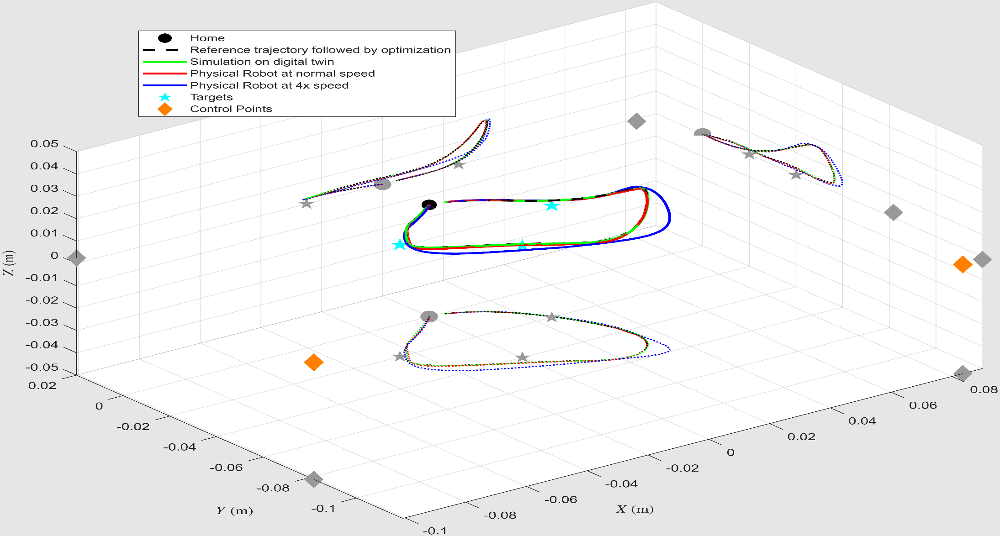 Home
Reference trajectory followed by optimization
Simulation on digital twin
Physical Robot at normal speed
Physical Robot at 4x speed
Targets
Control Points
0.05
0.04
0.03
0.02
0.01
0
-0.01
-0.02
-0.03
-0.04
-0.05
Z (m)
0.02
0
-0.02
-0.04
-0.06
-0.08
-0.1
Y (m)
0.08
0.06
0.04
0.02
0
-0.02
-0.04
-0.06
-0.08
-0.1
X (m)